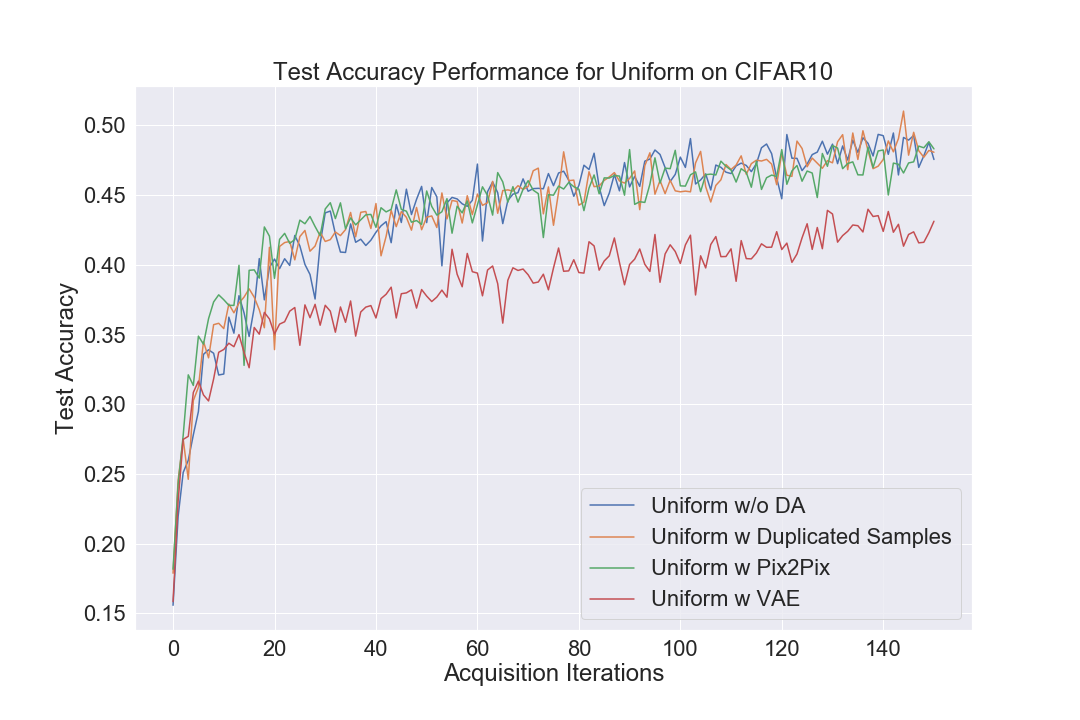 Test Accuracy Performance for Uniform on CIFAR10
Test Accuracy
0.50
0.45
0.40
0.35
0.30
0.25
0.20
0.15
Uniform w/o DA
Uniform w Duplicated Samples
Uniform w Pix2Pix
Uniform w VAE
0 20 40 60 80 100 120 140
Acquisition Iterations